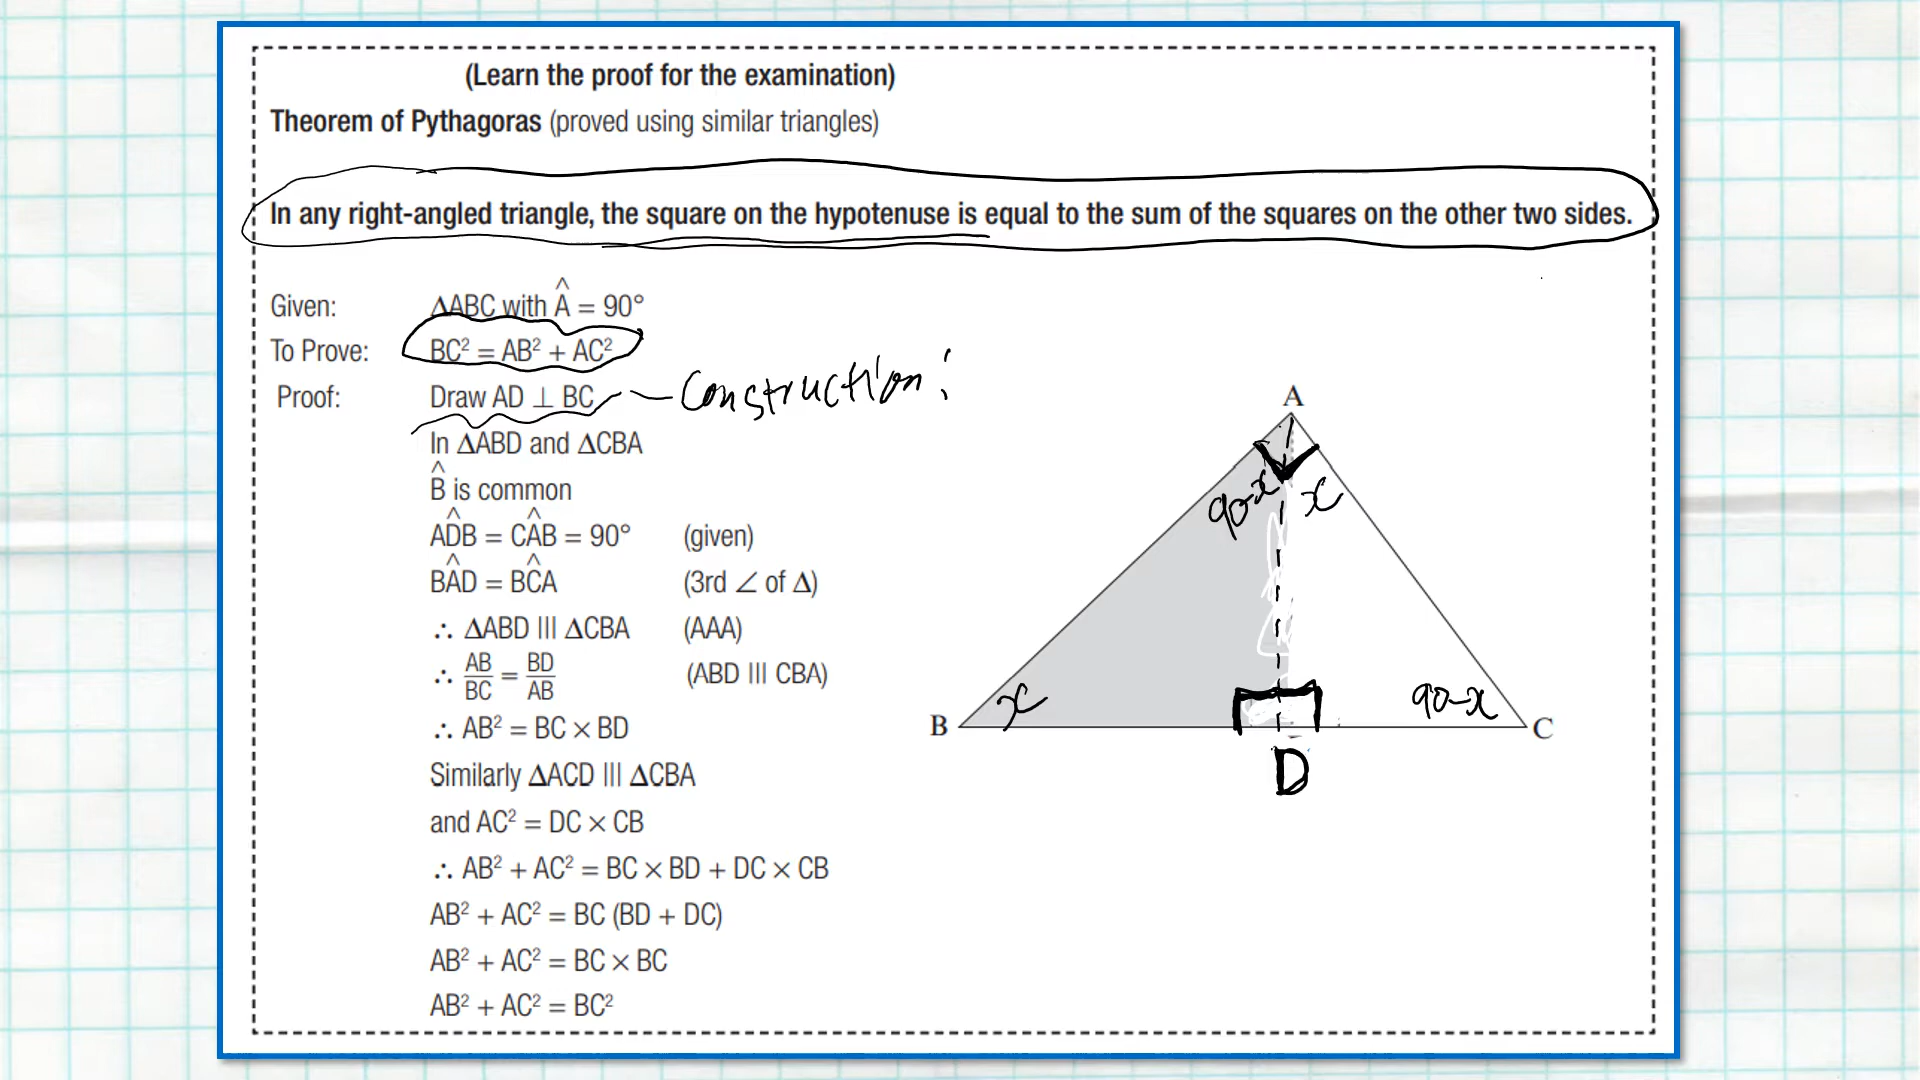 (Learn the proof for the examination)
Theorem of Pythagoras (proved using similar triangles)
In any right-angled triangle, the square on the hypotenuse is equal to the sum of the squares on the other two sides.
Given: ΔABC with Â = 90°
To Prove: BC² = AB² + AC²
Proof: Draw AD ⊥ BC – Construction:
In ΔABD and ΔCBA
B̂ is common
AD̂B = CÂB = 90° (given)
BÂD = BĈA (3rd ∠ of Δ)
∴ ΔABD ||| ΔCBA (AAA)
∴ AB/BC = BD/AB (ABD ||| CBA)
∴ AB² = BC × BD
Similarly ΔACD ||| ΔCBA
and AC² = DC × CB
∴ AB² + AC² = BC × BD + DC × CB
AB² + AC² = BC (BD + DC)
AB² + AC² = BC × BC
AB² + AC² = BC²
A
90-x x
B x 90-x C
D